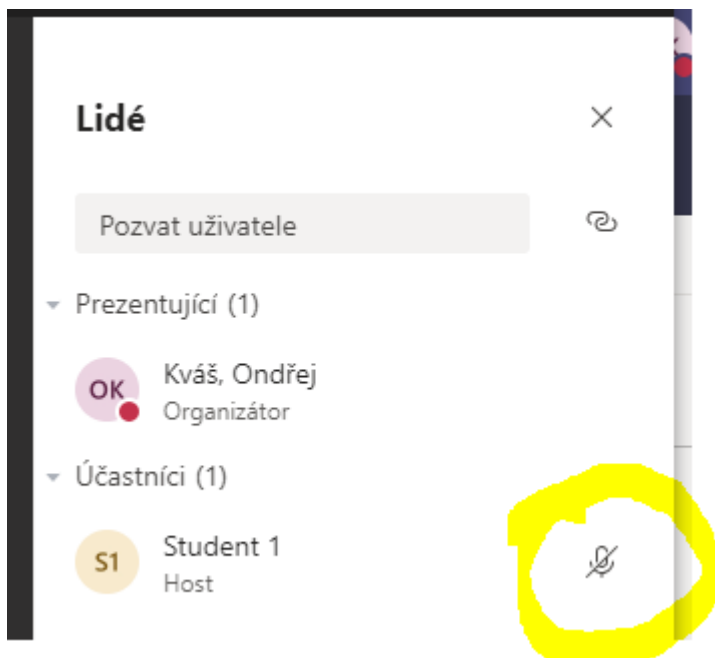 Lidé
Pozvat uživatele
Prezentující (1)
OK
Kváš, Ondřej
Organizátor
Účastníci (1)
S1
Student 1
Host